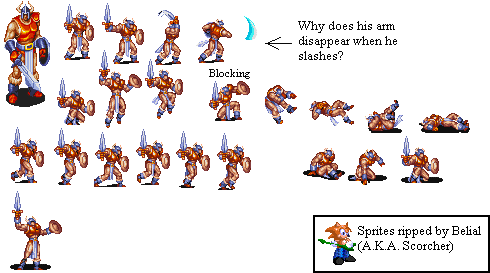 Why does his arm
disappear when he
slashes?
Blocking
Sprites ripped by Belial
(A.K.A. Scorcher)